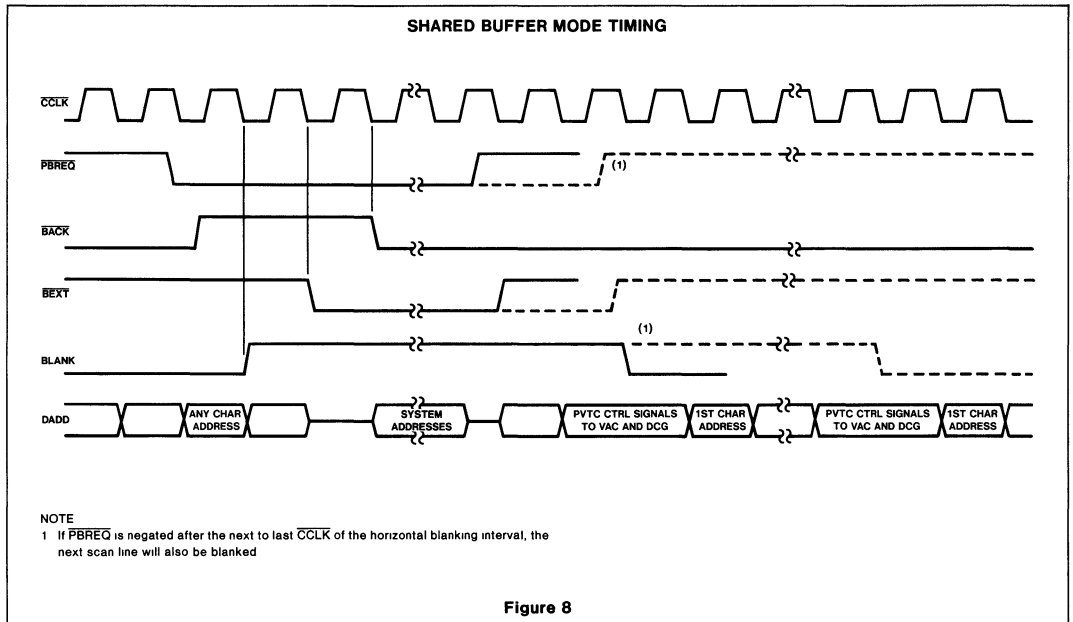 SHARED BUFFER MODE TIMING
CCLK
PBREQ
(1)
BACK
BEXT
(1)
BLANK
DADD
ANY CHAR
ADDRESS
SYSTEM
ADDRESSES
PVTC CTRL SIGNALS
TO VAC AND DCG
1ST CHAR
ADDRESS
PVTC CTRL SIGNALS
TO VAC AND DCG
1ST CHAR
ADDRESS
NOTE
1 If PBREQ is negated after the next to last CCLK of the horizontal blanking interval, the
next scan line will also be blanked
Figure 8